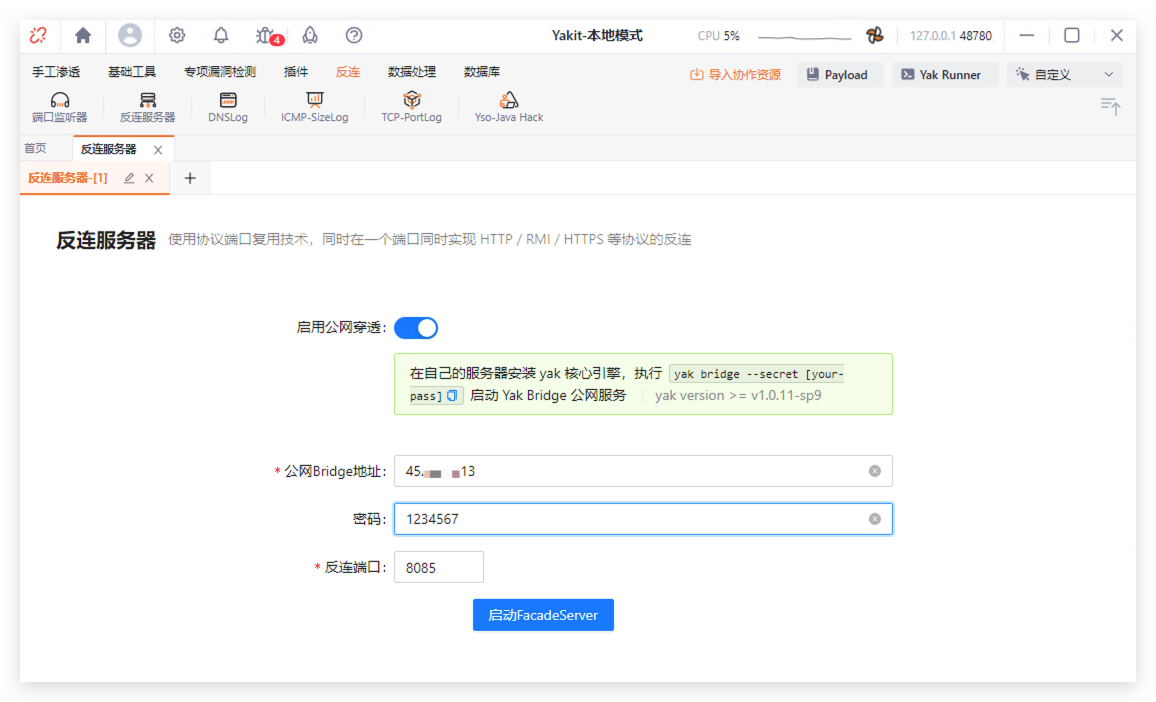 4
Yakit-本地模式
CPU 5%
127.0.0.1 48780
手工渗透 基础工具 专项漏洞检测 插件 反连 数据处理 数据库
导入协作资源 Payload Yak Runner 自定义
端口监听器 反连服务器 DNSLog ICMP-SizeLog TCP-PortLog Yso-Java Hack
首页 反连服务器
反连服务器-[1]
反连服务器 使用协议端口复用技术，同时在一个端口同时实现 HTTP / RMI / HTTPS 等协议的反连
启用公网穿透:
在自己的服务器安装 yak 核心引擎，执行 yak bridge --secret [your-
pass] 启动 Yak Bridge 公网服务 yak version >= v1.0.11-sp9
* 公网Bridge地址: 45. 13
密码: 1234567
* 反连端口: 8085
启动FacadeServer